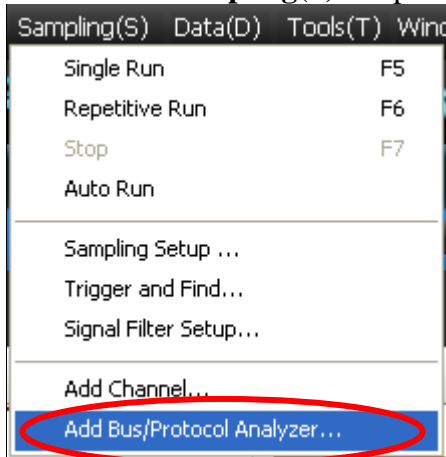 Sampling(S) Data(D) Tools(T)
Single Run F5
Repetitive Run F6
Stop F7
Auto Run
Sampling Setup ...
Trigger and Find...
Signal Filter Setup...
Add Channel...
Add Bus/Protocol Analyzer...